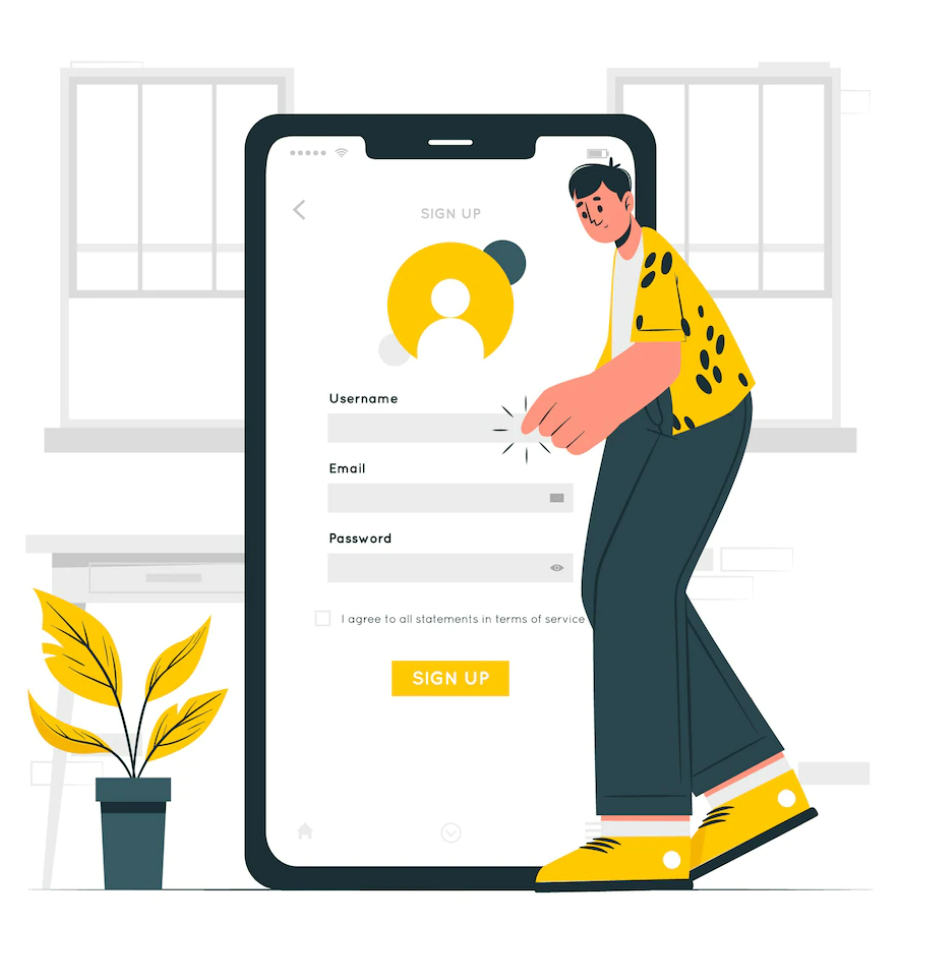 SIGN UP
Username
Email
Password
I agree to all statements in terms of service
SIGN UP